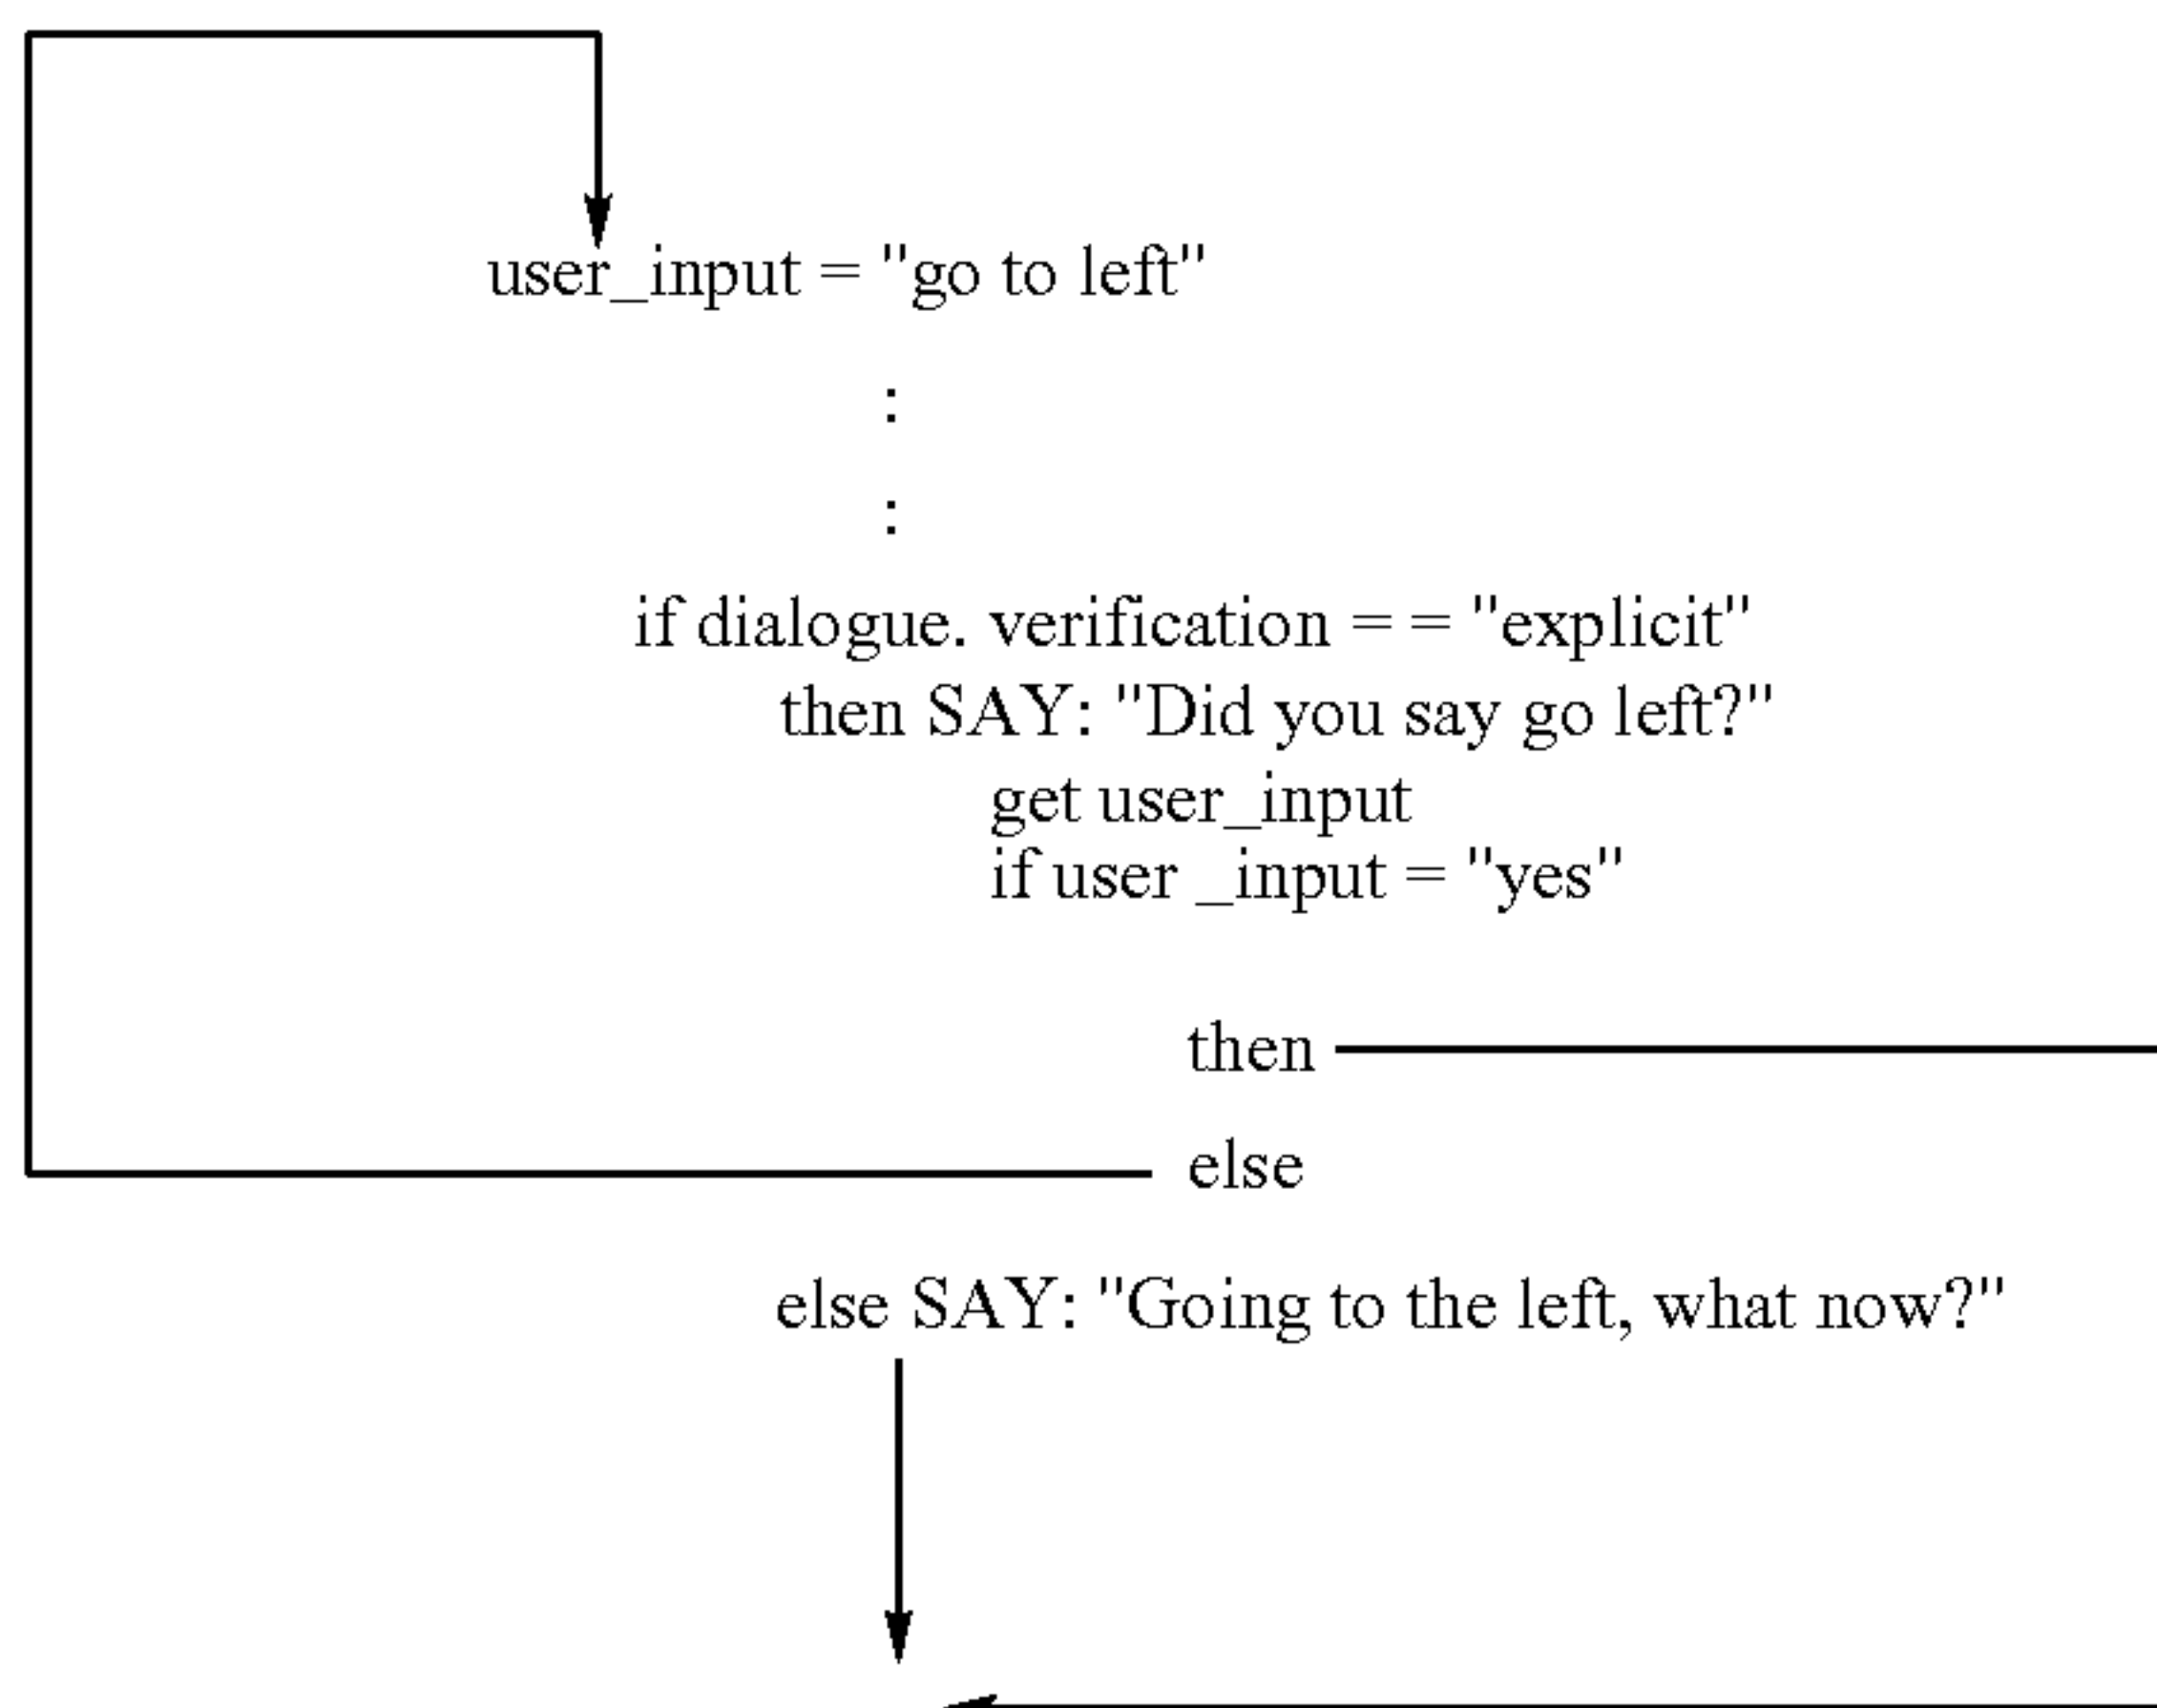 user_input = "go to left"
:
:
if dialogue. verification = = "explicit"
then SAY: "Did you say go left?"
get user_input
if user _input = "yes"
then
else
else SAY: "Going to the left, what now?"